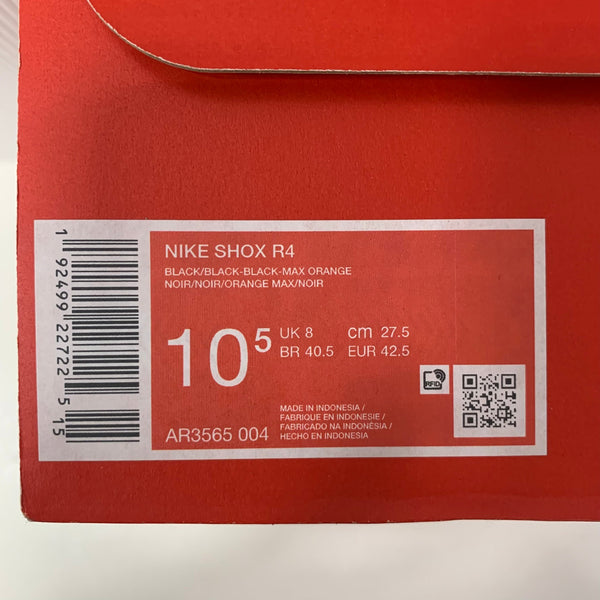 NIKE SHOX R4
BLACK/BLACK-BLACK-MAX ORANGE
NOIR/NOIR/ORANGE MAX/NOIR
10⁵
UK 8 cm 27.5
BR 40.5 EUR 42.5
RFID
MADE IN INDONESIA /
FABRIQUE EN INDONESIE /
FABRICADO NA INDONÉSIA /
HECHO EN INDONESIA
AR3565 004
1 92499 22722 5 15